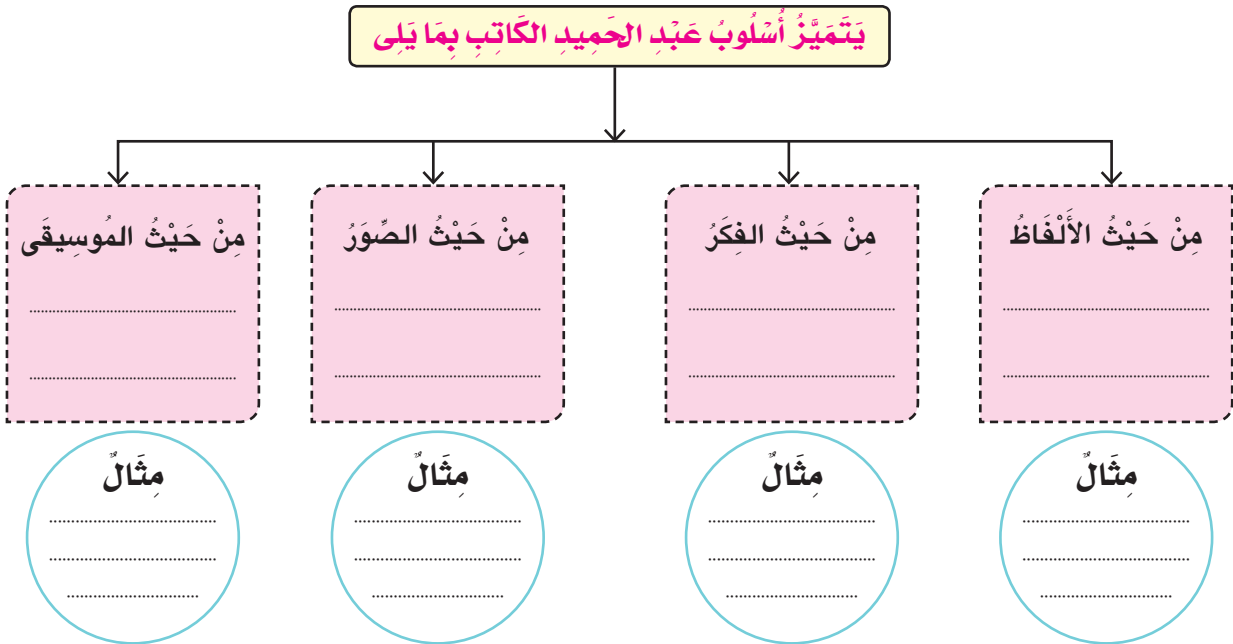 يَتَمَيَّزُ أُسْلُوبُ عَبْدِ الحَمِيدِ الكَاتِبِ بِمَا يَلِى
مِنْ حَيْثُ الأَلْفَاظُ
مِنْ حَيْثُ الفِكَرُ
مِنْ حَيْثُ الصِّوَرُ
مِنْ حَيْثُ المُوسِيقَى
مِثَالٌ
مِثَالٌ
مِثَالٌ
مِثَالٌ